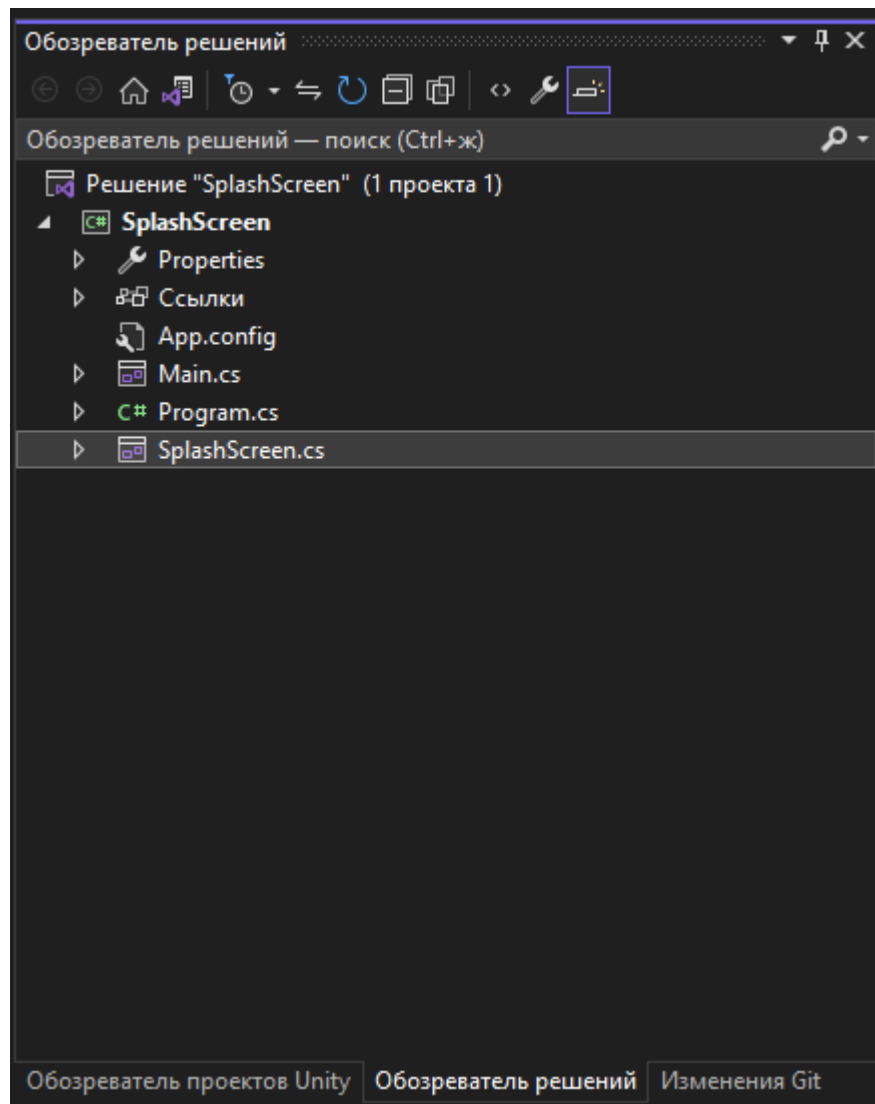 Обозреватель решений
Обозреватель решений — поиск (Ctrl+ж)
Решение "SplashScreen" (1 проекта 1)
C# SplashScreen
Properties
Ссылки
App.config
Main.cs
C# Program.cs
SplashScreen.cs
Обозреватель проектов Unity Обозреватель решений Изменения Git